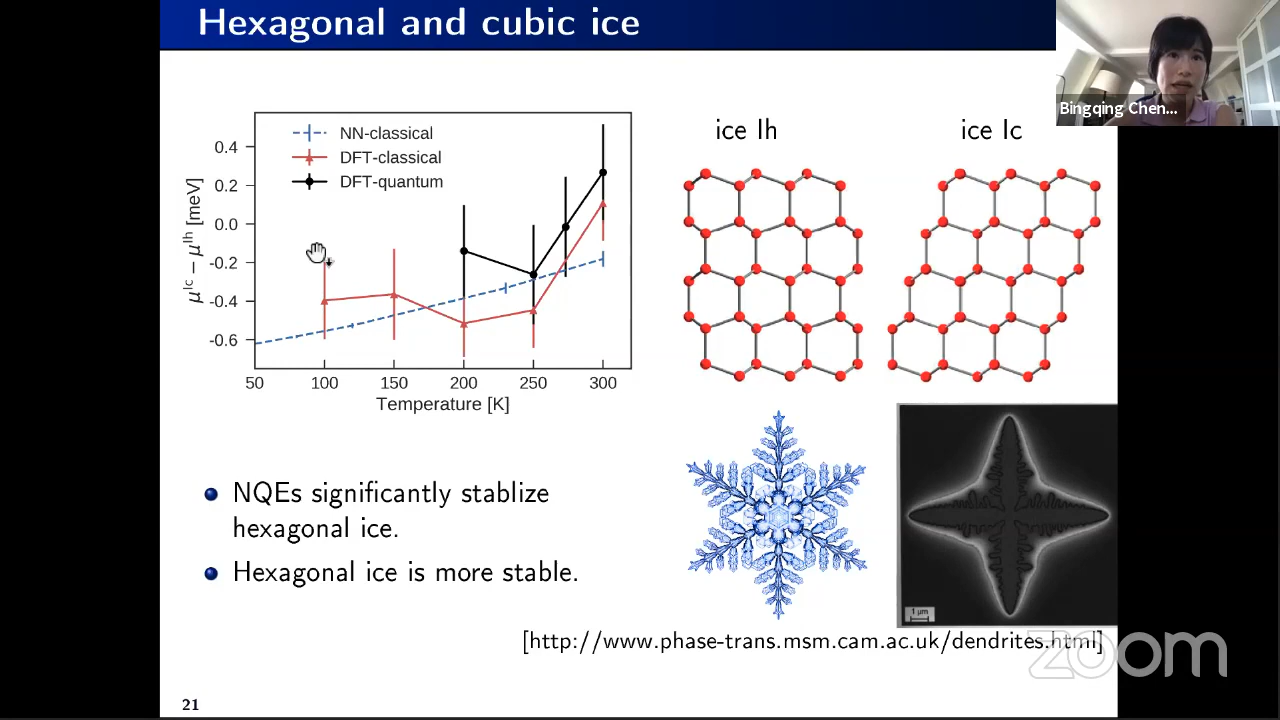 Hexagonal and cubic ice
Bingqing Chen...
NN-classical
DFT-classical
DFT-quantum
0.4
0.2
0.0
-0.2
-0.4
-0.6
μ^Ic − μ^Ih [meV]
50 100 150 200 250 300
Temperature [K]
ice Ih
ice Ic
NQEs significantly stablize
hexagonal ice.
Hexagonal ice is more stable.
1 μm
[http://www.phase-trans.msm.cam.ac.uk/dendrites.html]
zoom
21